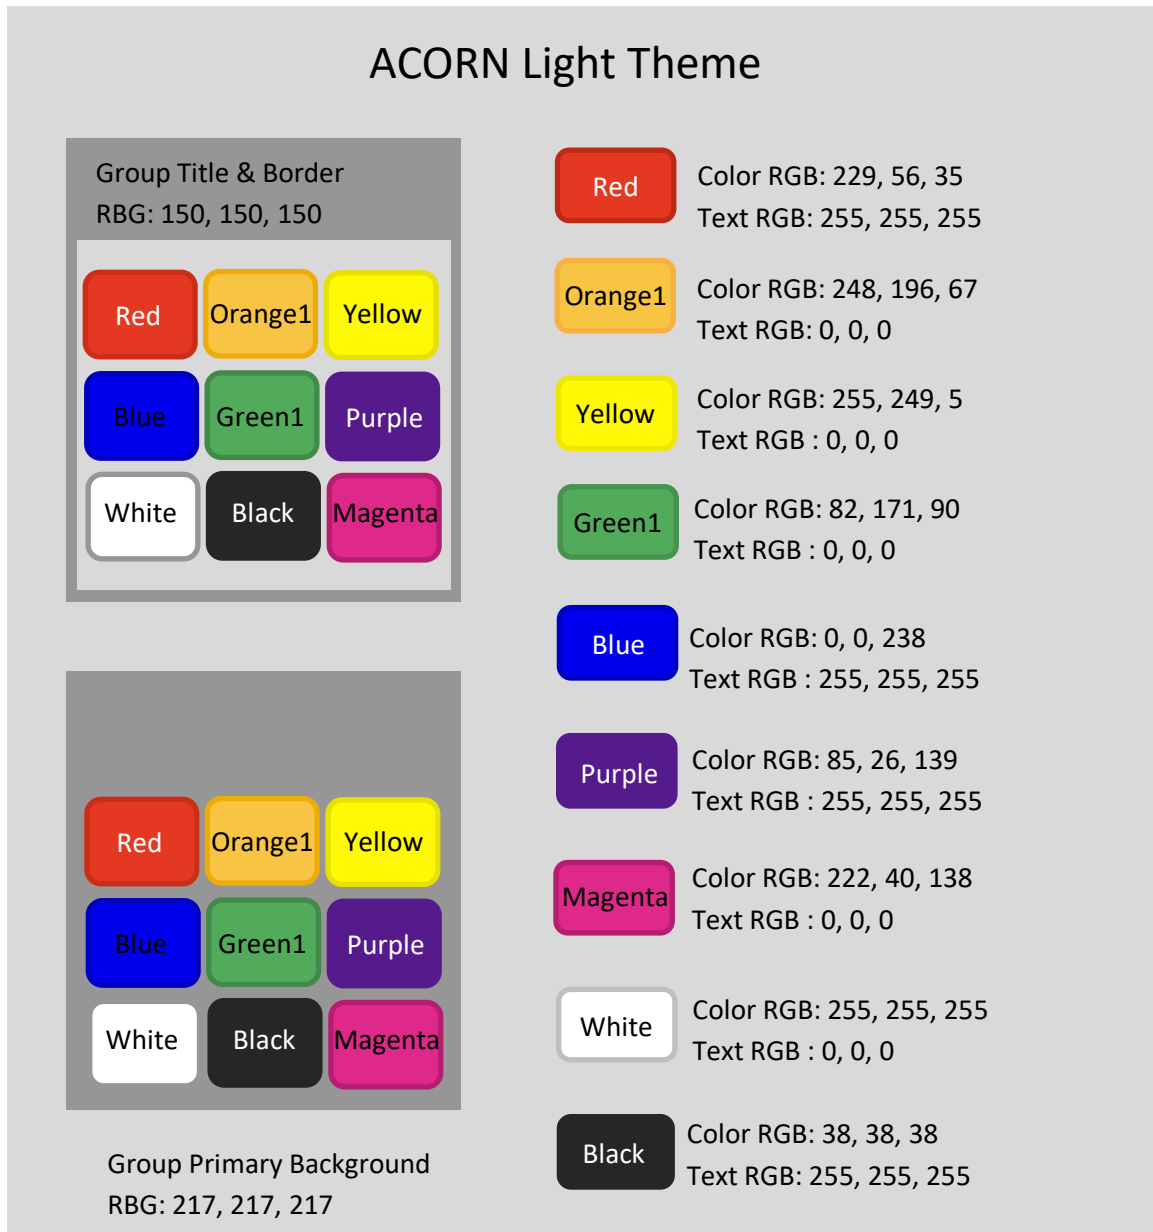 ACORN Light Theme
Group Title & Border
RBG: 150, 150, 150
Red Orange1 Yellow
Blue Green1 Purple
White Black Magenta
Red Orange1 Yellow
Blue Green1 Purple
White Black Magenta
Group Primary Background
RBG: 217, 217, 217
Red
Color RGB: 229, 56, 35
Text RGB: 255, 255, 255
Orange1
Color RGB: 248, 196, 67
Text RGB: 0, 0, 0
Yellow
Color RGB: 255, 249, 5
Text RGB : 0, 0, 0
Green1
Color RGB: 82, 171, 90
Text RGB : 0, 0, 0
Blue
Color RGB: 0, 0, 238
Text RGB : 255, 255, 255
Purple
Color RGB: 85, 26, 139
Text RGB : 255, 255, 255
Magenta
Color RGB: 222, 40, 138
Text RGB : 0, 0, 0
White
Color RGB: 255, 255, 255
Text RGB : 0, 0, 0
Black
Color RGB: 38, 38, 38
Text RGB: 255, 255, 255